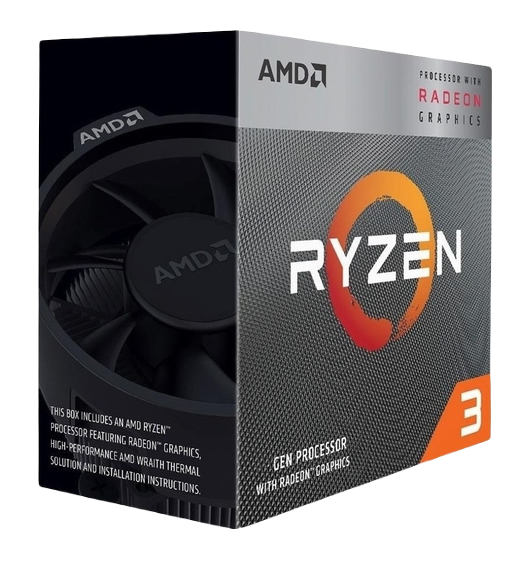 AMD
AMD
THIS BOX INCLUDES AN AMD RYZEN™
PROCESSOR FEATURING RADEON™ GRAPHICS,
HIGH-PERFORMANCE AMD WRAITH THERMAL
SOLUTION AND INSTALLATION INSTRUCTIONS.
AMD
PROCESSOR WITH
RADEON
GRAPHICS
RYZEN
3
GEN PROCESSOR
WITH RADEON™ GRAPHICS